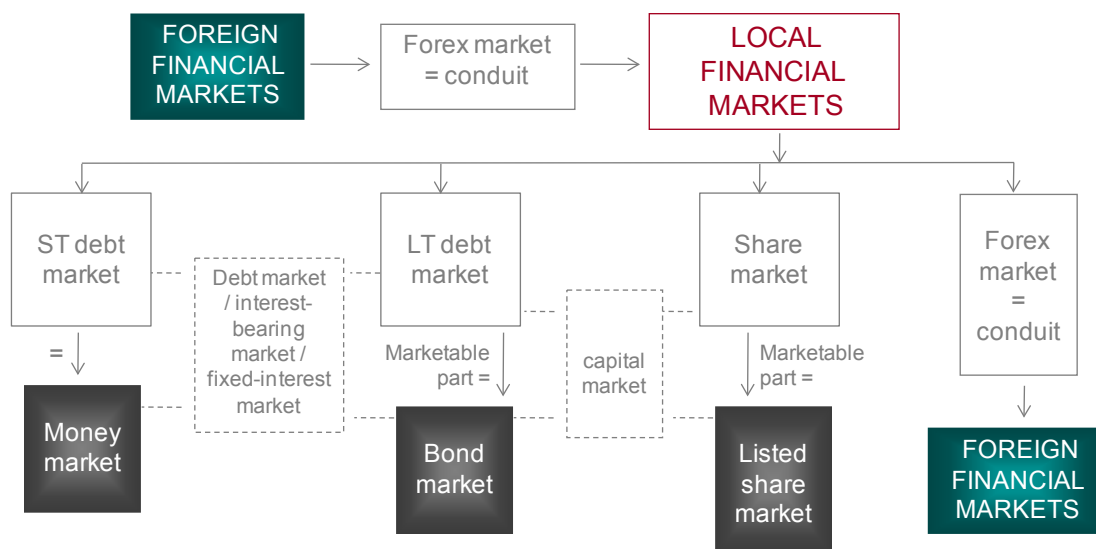 FOREIGN
FINANCIAL
MARKETS
Forex market
= conduit
LOCAL
FINANCIAL
MARKETS
ST debt
market
Debt market
/ interest-
bearing
market /
fixed-interest
market
LT debt
market
capital
market
Share
market
Forex
market
=
conduit
=
Marketable
part =
Marketable
part =
Money
market
Bond
market
Listed
share
market
FOREIGN
FINANCIAL
MARKETS